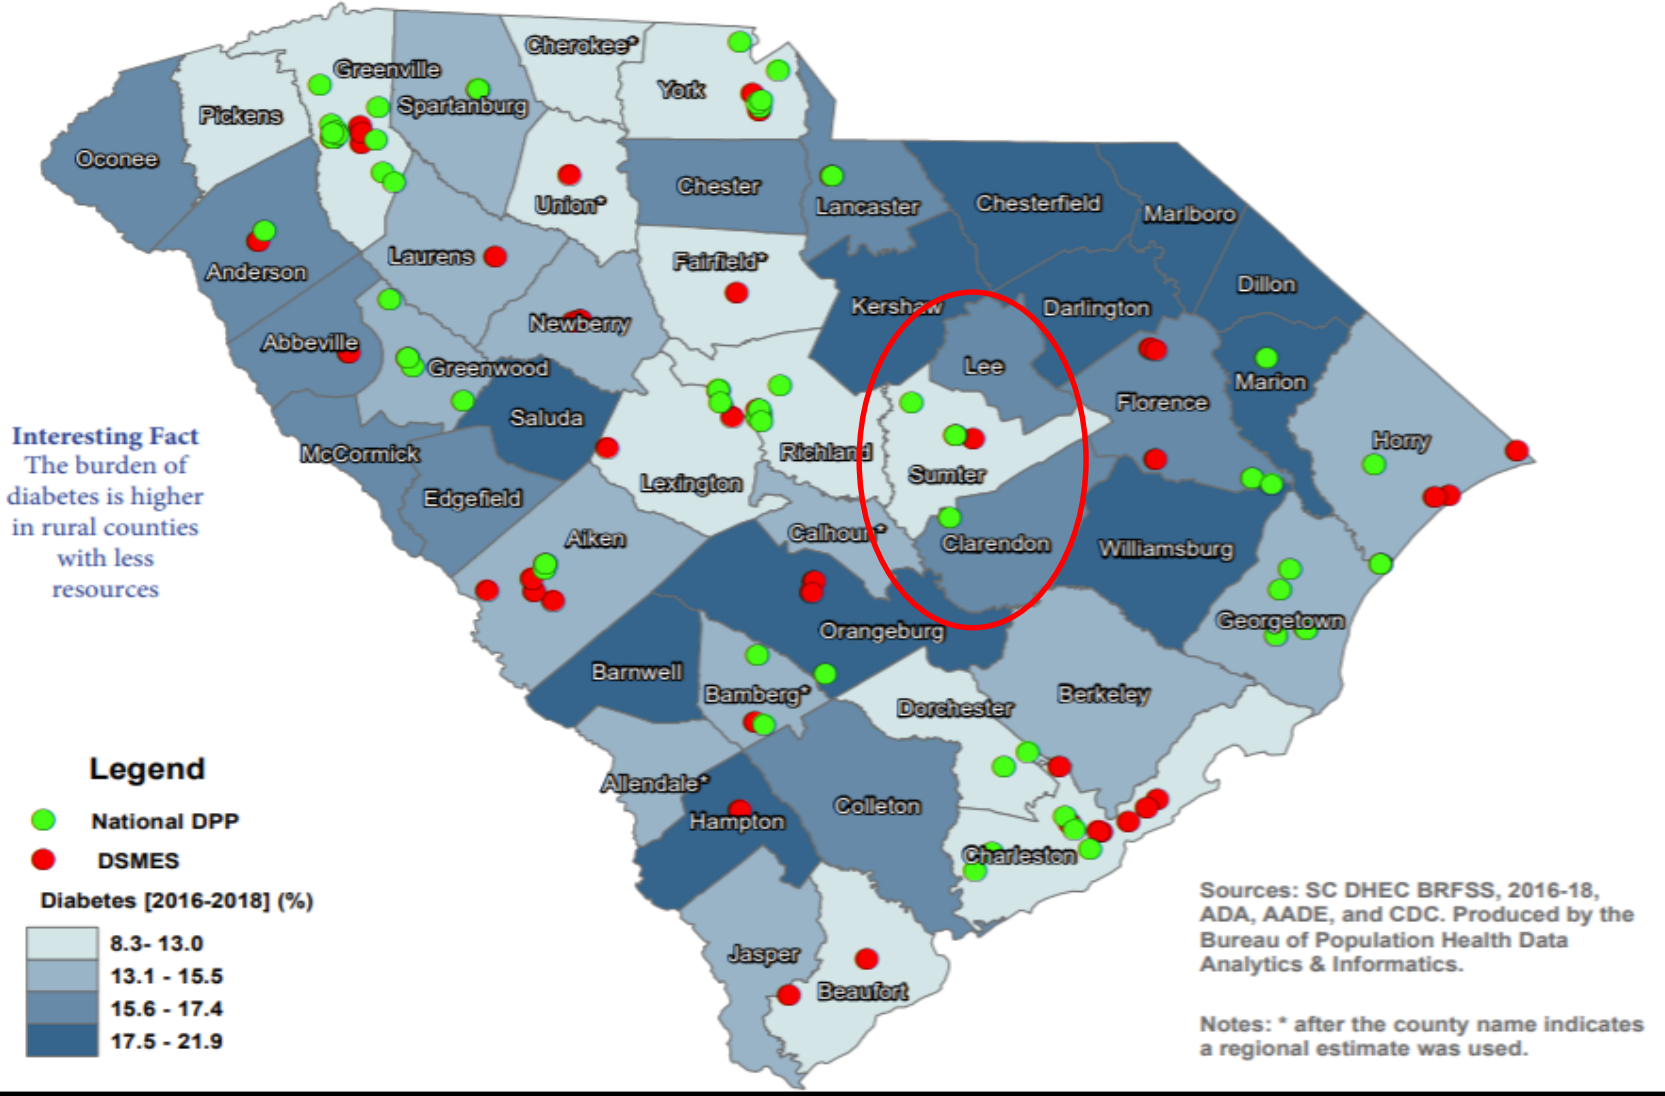 Cherokee*
Greenville
York
Spartanburg
Pickens
Oconee
Chester
Union*
Lancaster
Chesterfield
Marlboro
Laurens
Fairfield*
Anderson
Dillon
Kershaw
Darlington
Newberry
Abbeville
Greenwood
Lee
Marion
Florence
Saluda
Horry
McCormick
Richland
Sumter
Lexington
Edgefield
Calhoun*
Aiken
Clarendon
Williamsburg
Georgetown
Orangeburg
Barnwell
Bamberg*
Berkeley
Dorchester
Allendale*
Colleton
Hampton
Charleston
Jasper
Beaufort
Interesting Fact
The burden of
diabetes is higher
in rural counties
with less
resources
Legend
National DPP
DSMES
Diabetes [2016-2018] (%)
8.3- 13.0
13.1 - 15.5
15.6 - 17.4
17.5 - 21.9
Sources: SC DHEC BRFSS, 2016-18,
ADA, AADE, and CDC. Produced by the
Bureau of Population Health Data
Analytics & Informatics.
Notes: * after the county name indicates
a regional estimate was used.